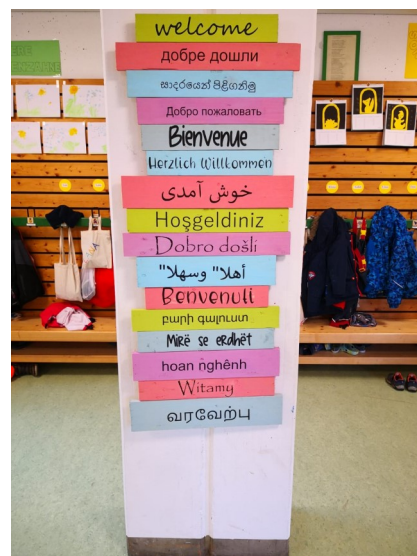 welcome
добре дошли
සාදරයෙන් පිළිගනිමු
Добро пожаловать
Bienvenue
Herzlich Willkommen
خوش آمدی
Hoşgeldiniz
Dobro došli
أهلا" وسهلا"
Benvenuti
բարի գալուստ
Mirë se erdhët
hoan nghênh
Witamy
வரவேற்பு